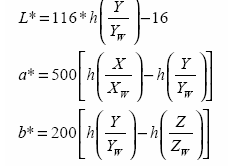 L* = 116 * h(Y/Y_W) − 16
a* = 500[h(X/X_W) − h(Y/Y_W)]
b* = 200[h(Y/Y_W) − h(Z/Z_W)]